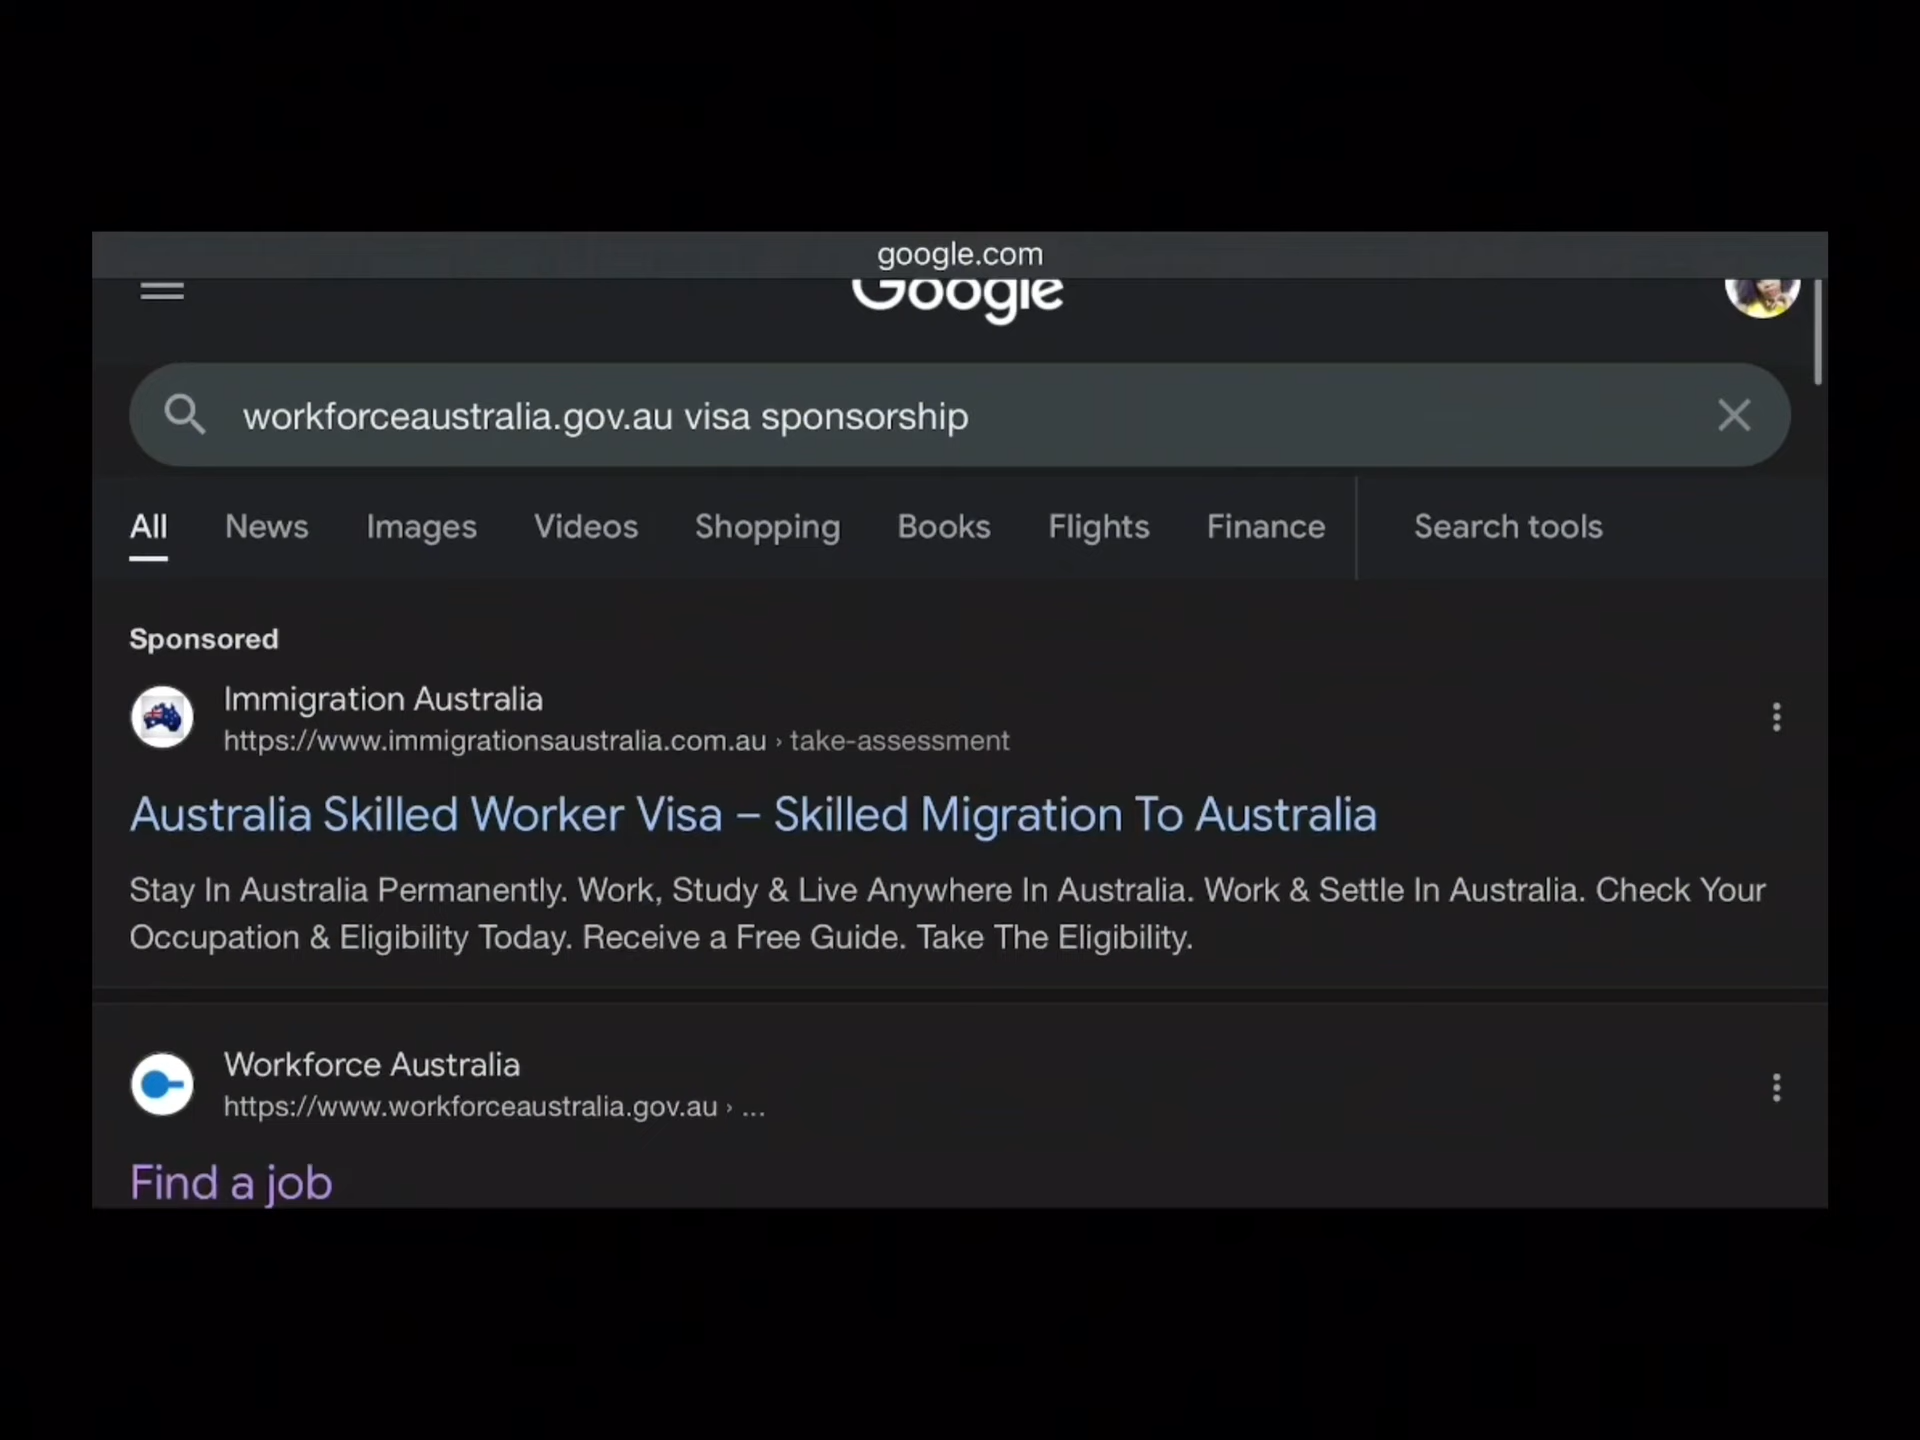 google.com
Google
workforceaustralia.gov.au visa sponsorship
All News Images Videos Shopping Books Flights Finance Search tools
Sponsored
Immigration Australia
https://www.immigrationsaustralia.com.au › take-assessment
Australia Skilled Worker Visa – Skilled Migration To Australia
Stay In Australia Permanently. Work, Study & Live Anywhere In Australia. Work & Settle In Australia. Check Your
Occupation & Eligibility Today. Receive a Free Guide. Take The Eligibility.
Workforce Australia
https://www.workforceaustralia.gov.au › ...
Find a job